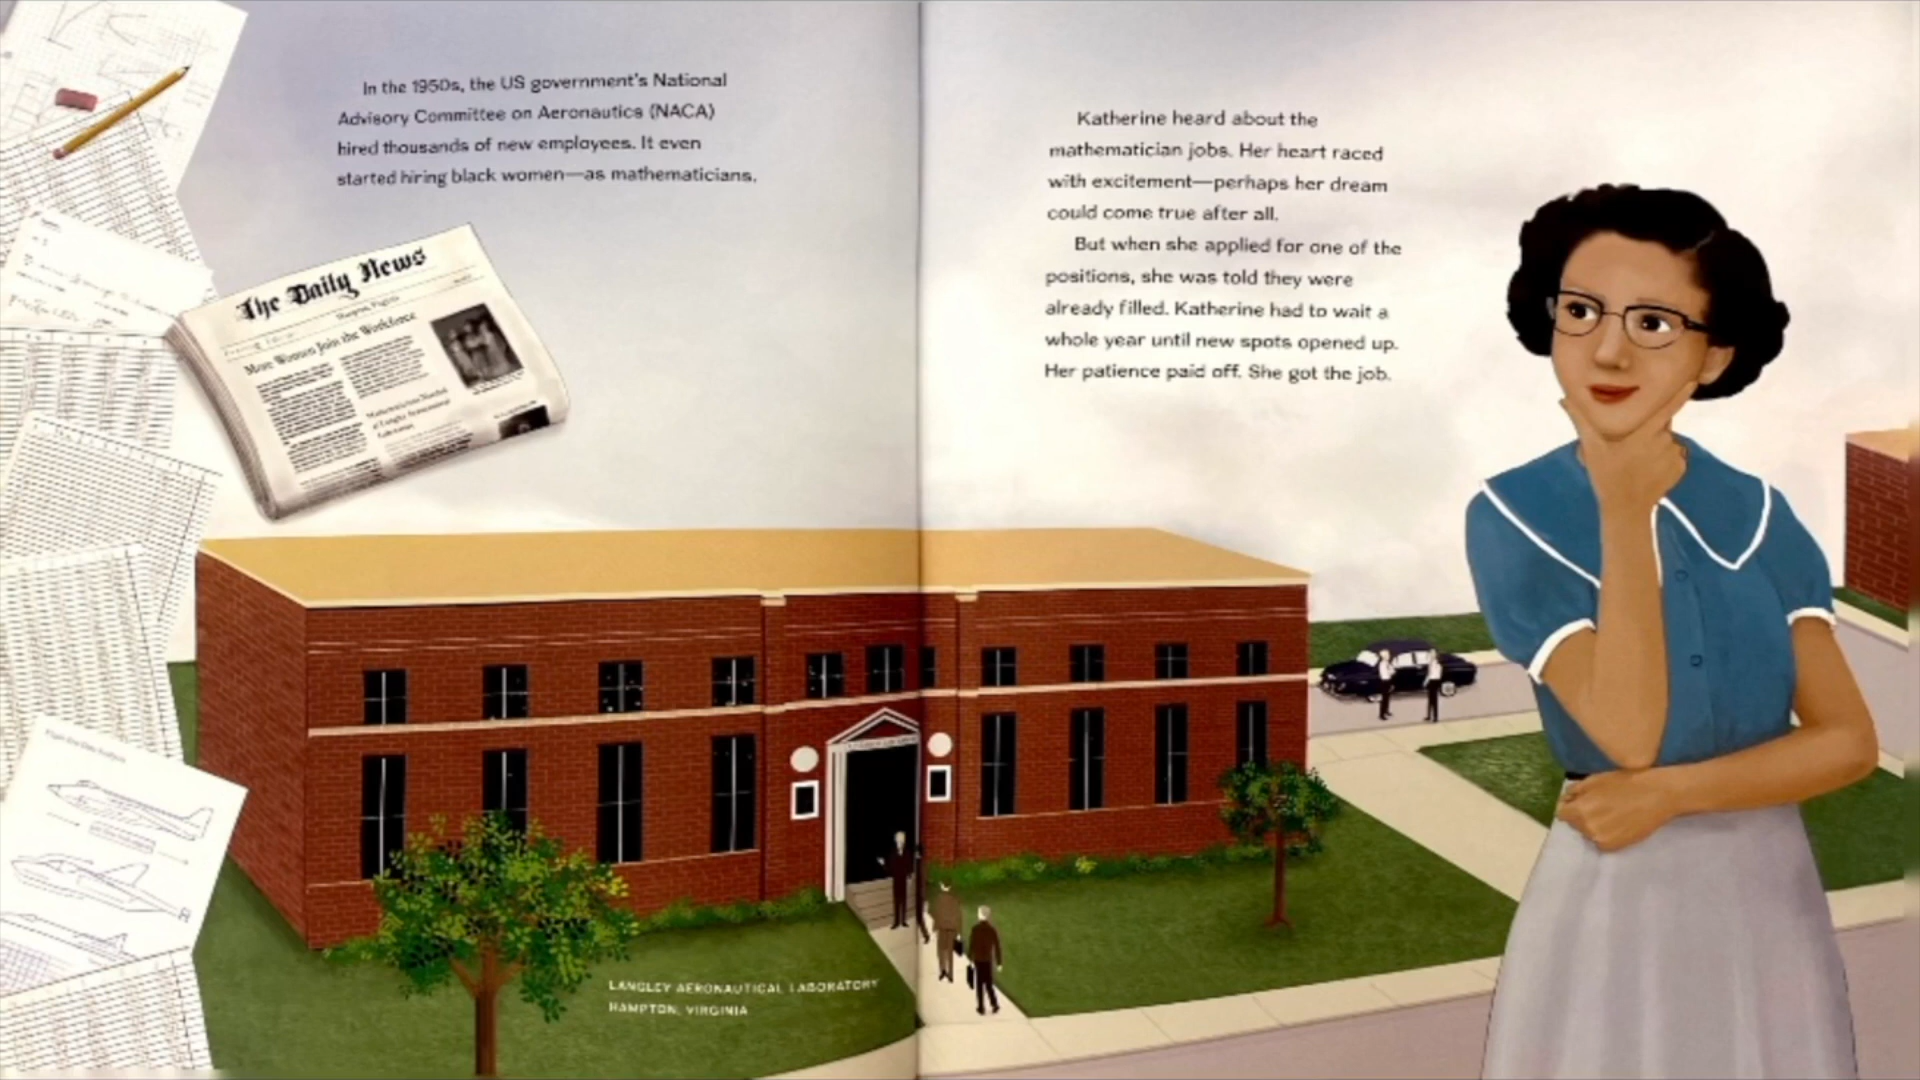 In the 1950s, the US government's National
Advisory Committee on Aeronautics (NACA)
hired thousands of new employees. It even
started hiring black women—as mathematicians.
The Daily News
Hampton, Virginia
More Women Join the Workforce
Katherine heard about the
mathematician jobs. Her heart raced
with excitement—perhaps her dream
could come true after all.
But when she applied for one of the
positions, she was told they were
already filled. Katherine had to wait a
whole year until new spots opened up.
Her patience paid off. She got the job.
LANGLEY AERONAUTICAL LABORATORY
HAMPTON, VIRGINIA